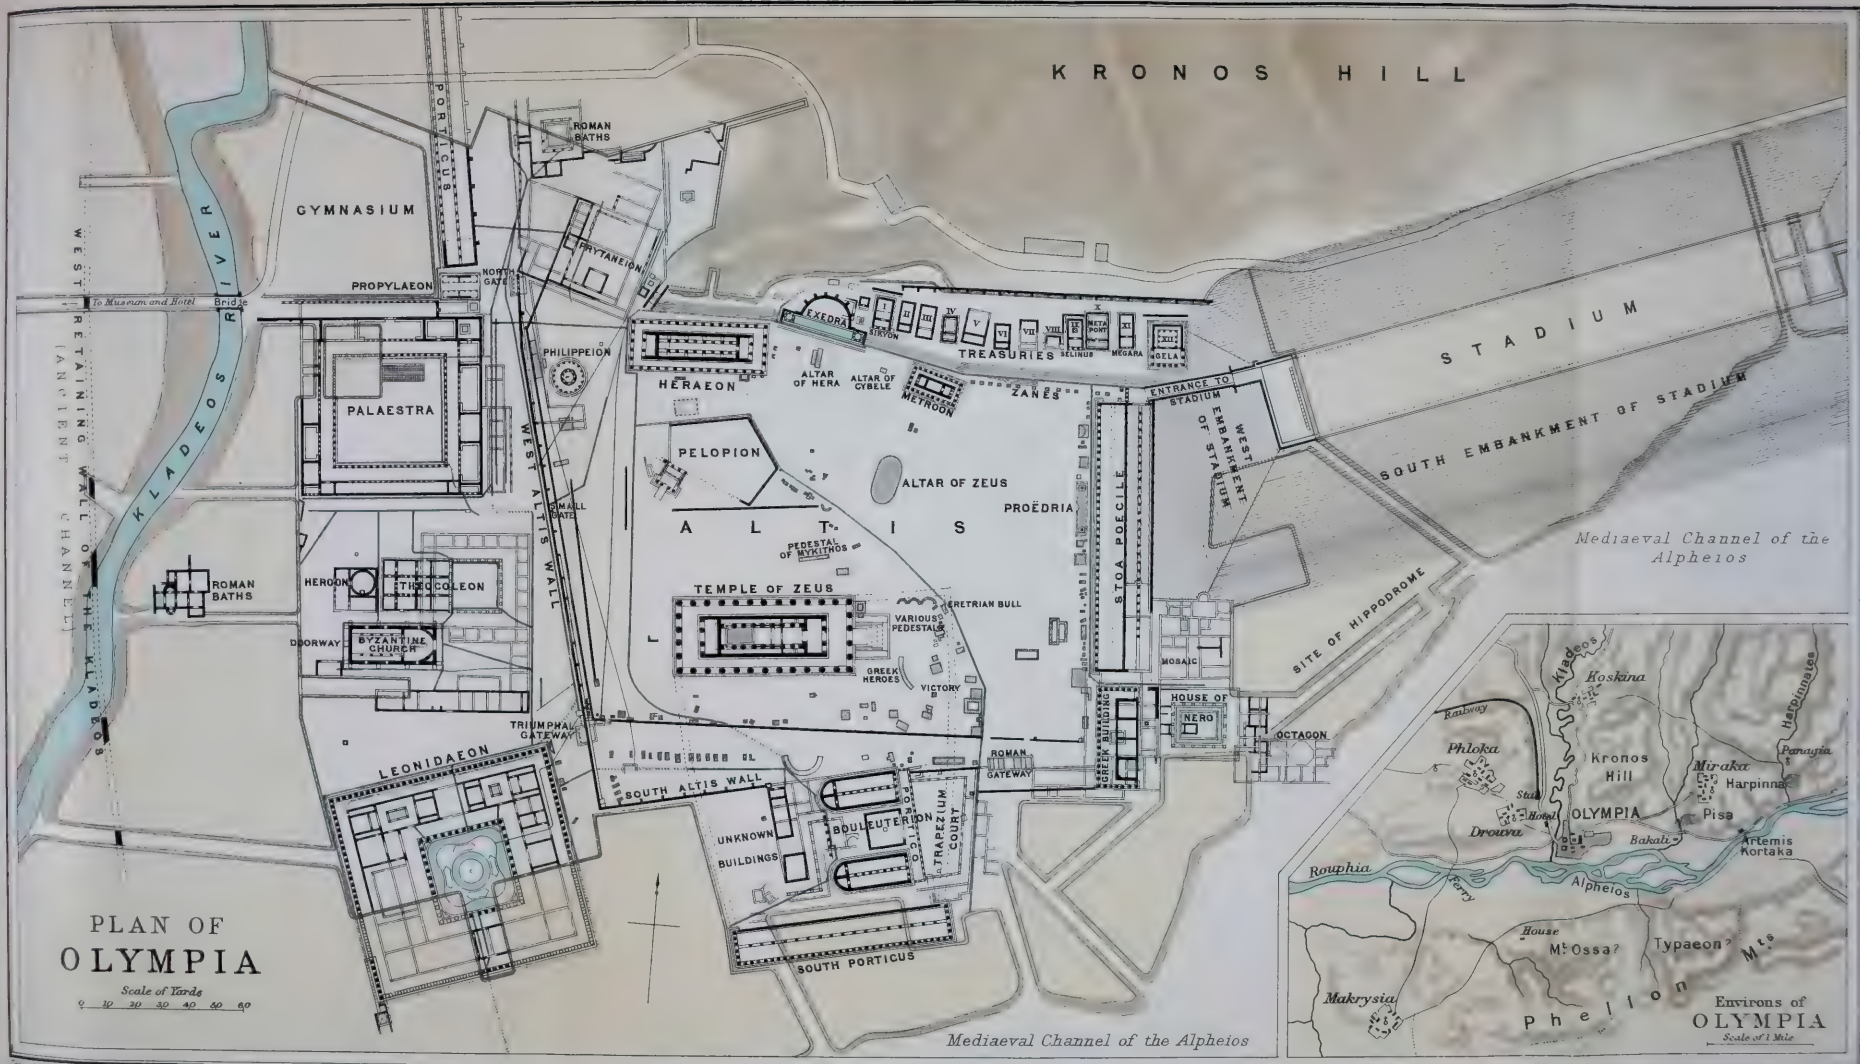 KRONOS HILL
PORTICUS
ROMAN
BATHS
GYMNASIUM
PRYTANEION
NORTH
GATE
PROPYLAEON
To Museum and Hotel
Bridge
KLADEOS RIVER
WEST RETAINING WALL OF THE KLADEOS
(ANCIENT CHANNEL)
PALAESTRA
PHILIPPEION
HERAEON
EXEDRA
I
II
III
IV
V
VI
VII
VIII
IX
X
XI
XII
SIKYON
TREASURIES
SELINUS
METAPONT
MEGARA
GELA
ALTAR
OF HERA
ALTAR OF
CYBELE
METROON
ZANES
ENTRANCE TO
STADIUM
STADIUM
WEST
EMBANKMENT
OF STADIUM
SOUTH EMBANKMENT OF STADIUM
WEST ALTIS WALL
PELOPION
ALTAR OF ZEUS
PROËDRIA
STOA POECILE
SMALL
GATE
ALTIS
PEDESTAL
OF MYKITHOS
Mediaeval Channel of the
Alpheios
ROMAN
BATHS
HEROON
THEOCOLEON
DOORWAY
BYZANTINE
CHURCH
TEMPLE OF ZEUS
ERETRIAN BULL
VARIOUS
PEDESTALS
GREEK
HEROES
VICTORY
MOSAIC
SITE OF HIPPODROME
TRIUMPHAL
GATEWAY
LEONIDAEON
SOUTH ALTIS WALL
ROMAN
GATEWAY
GREEK BUILDING
HOUSE OF
NERO
OCTAGON
UNKNOWN
BUILDINGS
BOULEUTERION
PORTICO
TRAPEZIUM
COURT
SOUTH PORTICUS
PLAN OF
OLYMPIA
Scale of Yards
0 10 20 30 40 50 60
Mediaeval Channel of the Alpheios
Kladeos
Koskina
Harpinnates
Railway
Phloka
Kronos
Hill
Miraka
Panagia
Harpinna
Stat.
Hotel
Drouva
OLYMPIA
Pisa
Bakali
Artemis
Kortaka
Rouphia
Ferry
Alpheios
House
Mt. Ossa?
Typaeon?
Phellon Mts
Makrysia
Environs of
OLYMPIA
Scale of 1 Mile